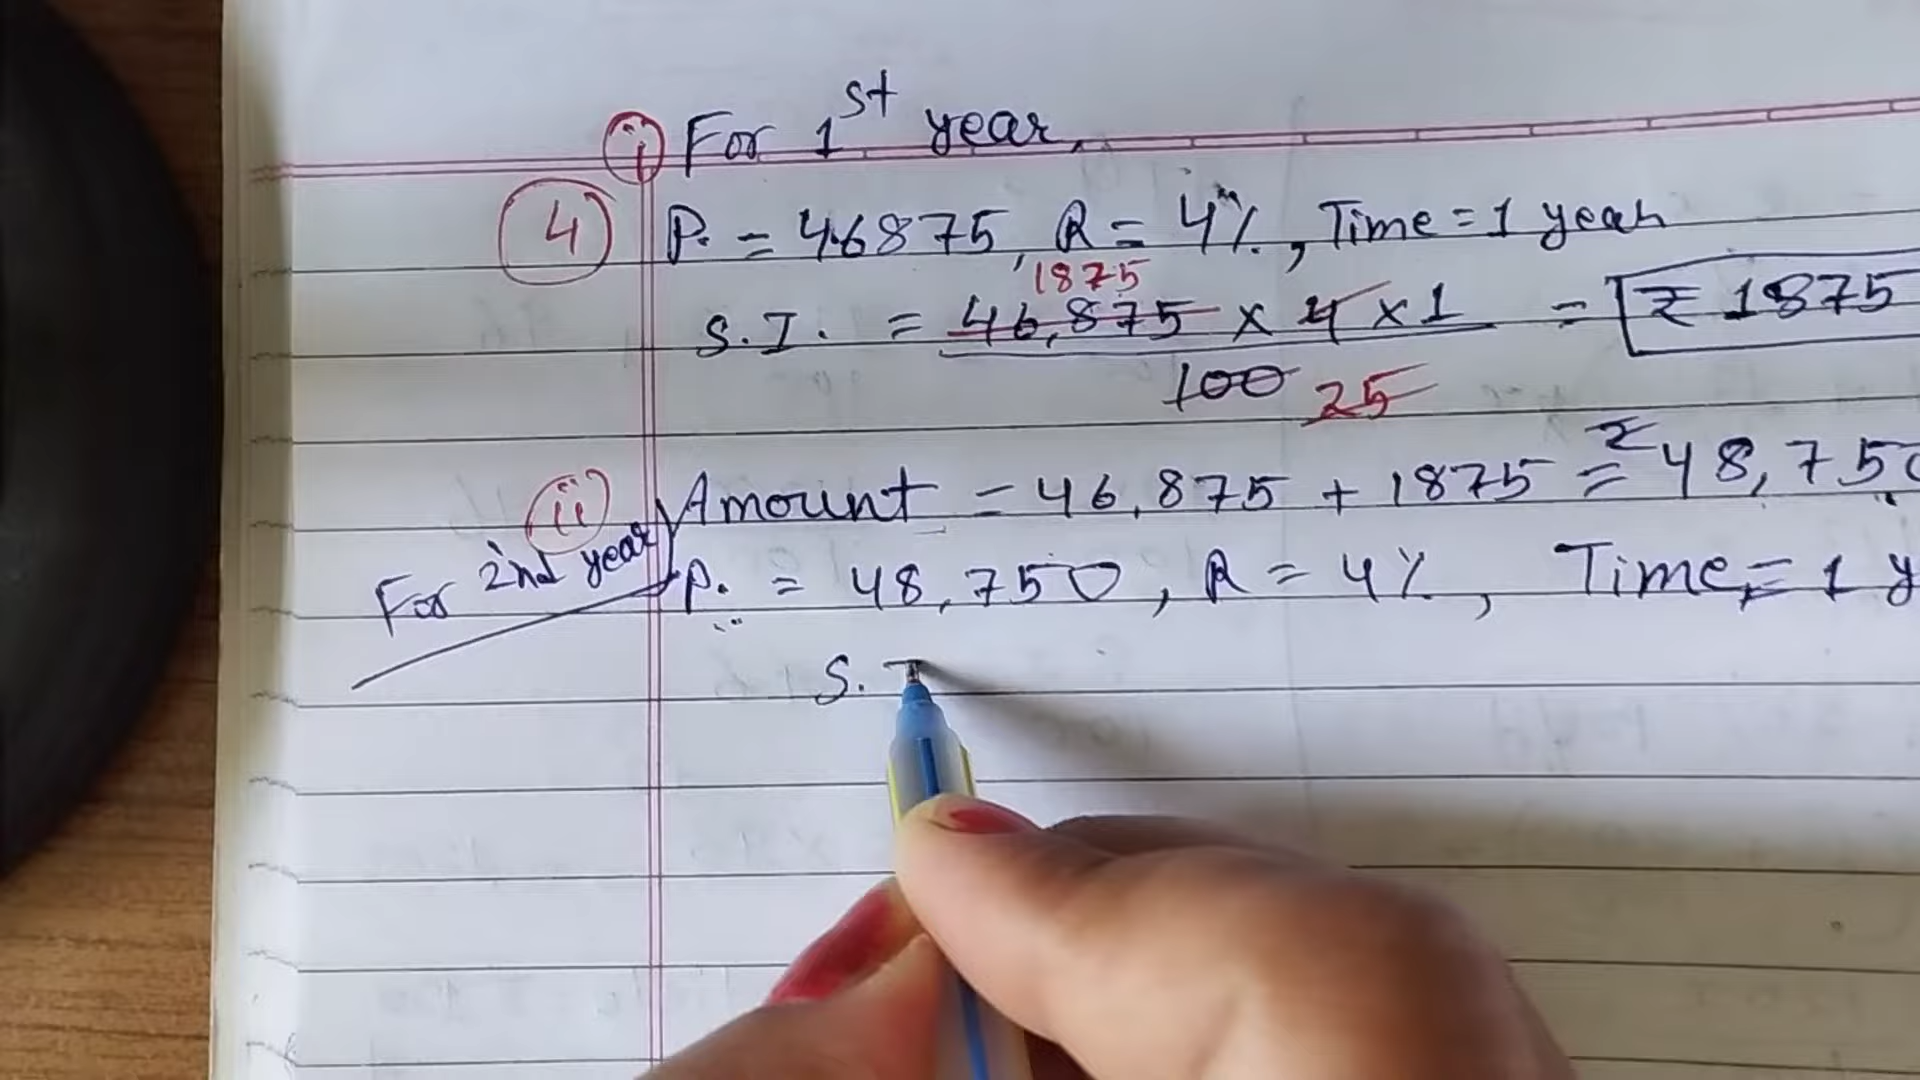 (i) For 1st year,
(4) P. = 46875, R = 4%, Time = 1 year
1875
S.I. = 46,875 x 4 x 1 = ₹ 1875
100 25
(ii) Amount = 46,875 + 1875 = ₹ 48,750
For 2nd year P. = 48,750, R = 4%, Time = 1 y
S. I